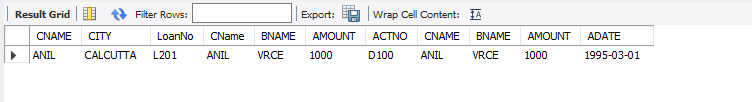 Result Grid Filter Rows: Export: Wrap Cell Content:
CNAME CITY LoanNo CName BNAME AMOUNT ACTNO CNAME BNAME AMOUNT ADATE
ANIL CALCUTTA L201 ANIL VRCE 1000 D100 ANIL VRCE 1000 1995-03-01